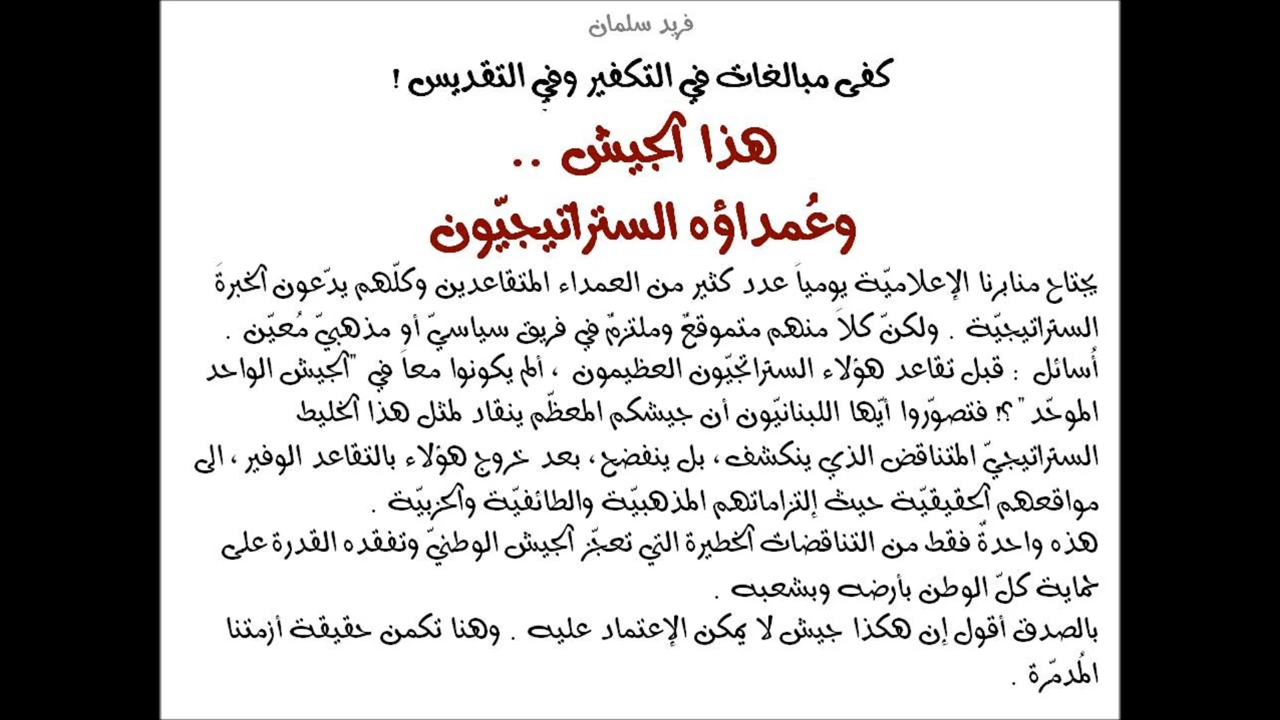 فريد سلمان
كفى مبالغات في التكفير وفي التقديس !
هذا الجيش ..
وعُمداؤه الستراتيجيّون
يجتاح منابرنا الإعلاميّة يومياً عدد كثير من العمداء المتقاعدين وكلّهم يدّعون الخبرةَ
الستراتيجيّة . ولكنّ كلاً منهم متموقعٌ وملتزمٌ في فريق سياسيّ أو مذهبيّ مُعيّن .
أُسائل : قبل تقاعد هؤلاء الستراتجيّون العظيمون ، ألم يكونوا معاً في "الجيش الواحد
الموحّد " ؟! فتصوّروا أيّها اللبنانيّون أن جيشكم المعظّم ينقاد لمثل هذا الخليط
الستراتيجيّ المتناقض الذي ينكشف، بل ينفضح، بعد خروج هؤلاء بالتقاعد الوفير، الى
مواقعهم الحقيقيّة حيث إلتزاماتهم المذهبيّة والطائفيّة والحزبيّة .
هذه واحدةٌ فقط من التناقضات الخطيرة التي تعجّز الجيش الوطنيّ وتفقده القدرة على
حماية كلّ الوطن بأرضه وبشعبه .
بالصدق أقول إن هكذا جيش لا يمكن الإعتماد عليه . وهنا تكمن حقيقة أزمتنا
المُدمّرة .